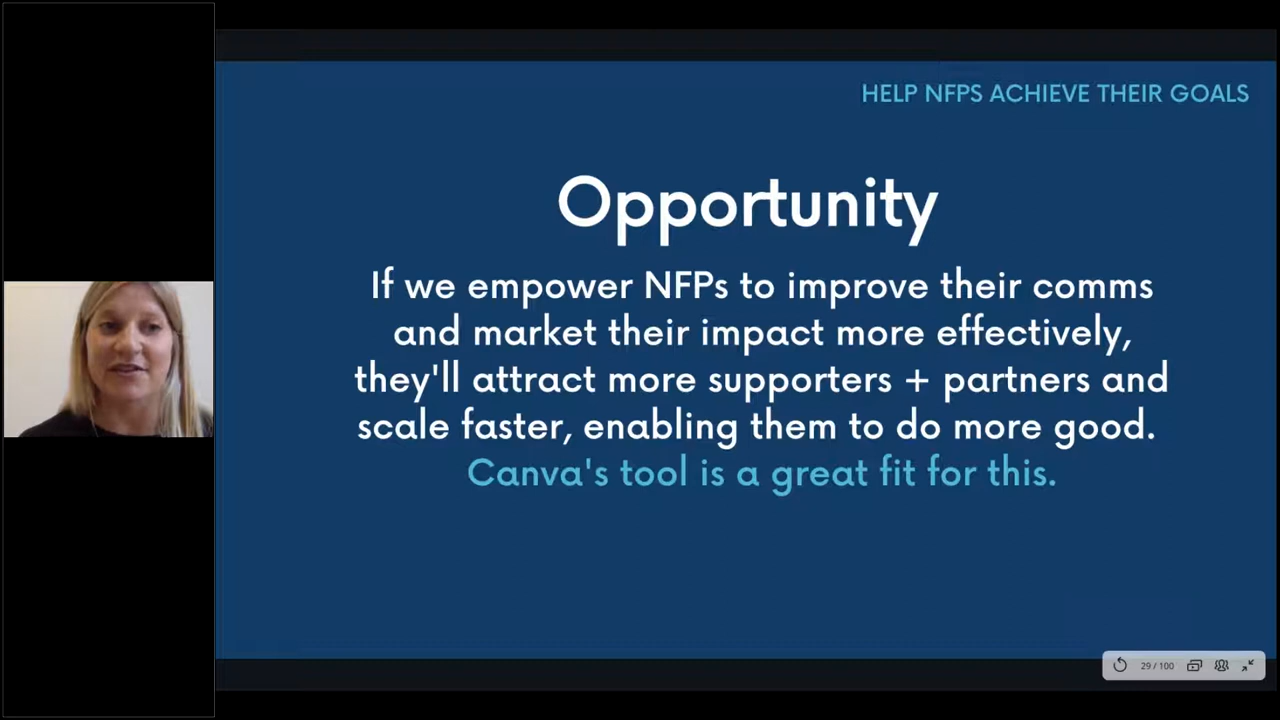 HELP NFPS ACHIEVE THEIR GOALS
Opportunity
If we empower NFPs to improve their comms
and market their impact more effectively,
they'll attract more supporters + partners and
scale faster, enabling them to do more good.
Canva's tool is a great fit for this.
29 / 100